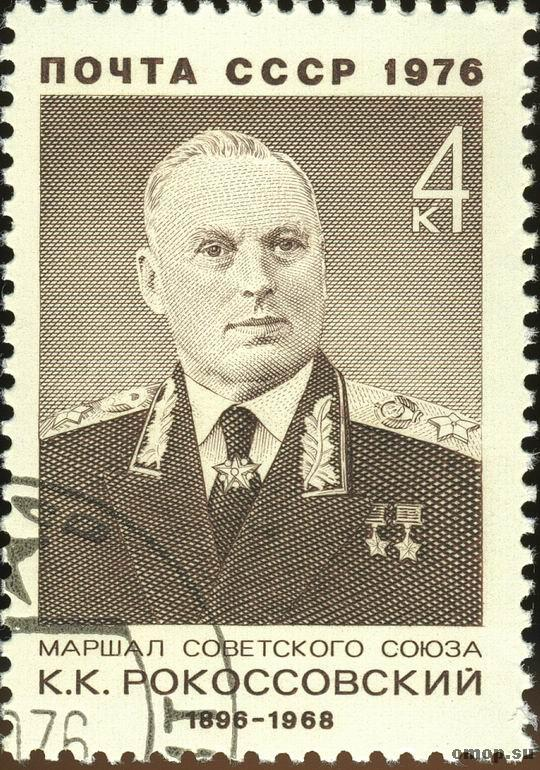 ПОЧТА СССР 1976
4
К
МАРШАЛ СОВЕТСКОГО СОЮЗА
К.К. РОКОССОВСКИЙ
1896-1968
976
omop.su